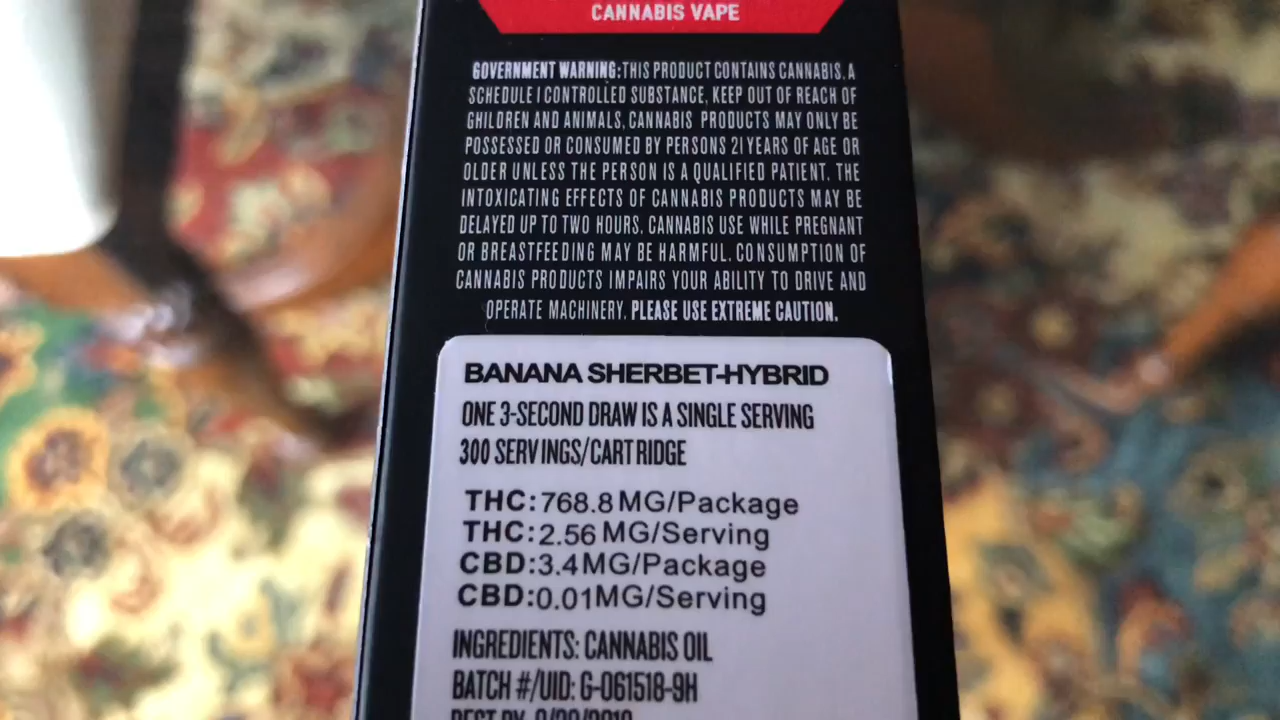 CANNABIS VAPE
GOVERNMENT WARNING: THIS PRODUCT CONTAINS CANNABIS, A
SCHEDULE I CONTROLLED SUBSTANCE, KEEP OUT OF REACH OF
CHILDREN AND ANIMALS, CANNABIS PRODUCTS MAY ONLY BE
POSSESSED OR CONSUMED BY PERSONS 21 YEARS OF AGE OR
OLDER UNLESS THE PERSON IS A QUALIFIED PATIENT. THE
INTOXICATING EFFECTS OF CANNABIS PRODUCTS MAY BE
DELAYED UP TO TWO HOURS. CANNABIS USE WHILE PREGNANT
OR BREASTFEEDING MAY BE HARMFUL. CONSUMPTION OF
CANNABIS PRODUCTS IMPAIRS YOUR ABILITY TO DRIVE AND
OPERATE MACHINERY. PLEASE USE EXTREME CAUTION.
BANANA SHERBET-HYBRID
ONE 3-SECOND DRAW IS A SINGLE SERVING
300 SERVINGS/CARTRIDGE
THC: 768.8 MG/Package
THC: 2.56 MG/Serving
CBD: 3.4 MG/Package
CBD: 0.01 MG/Serving
INGREDIENTS: CANNABIS OIL
BATCH #/UID: G-061518-9H
BEST BY